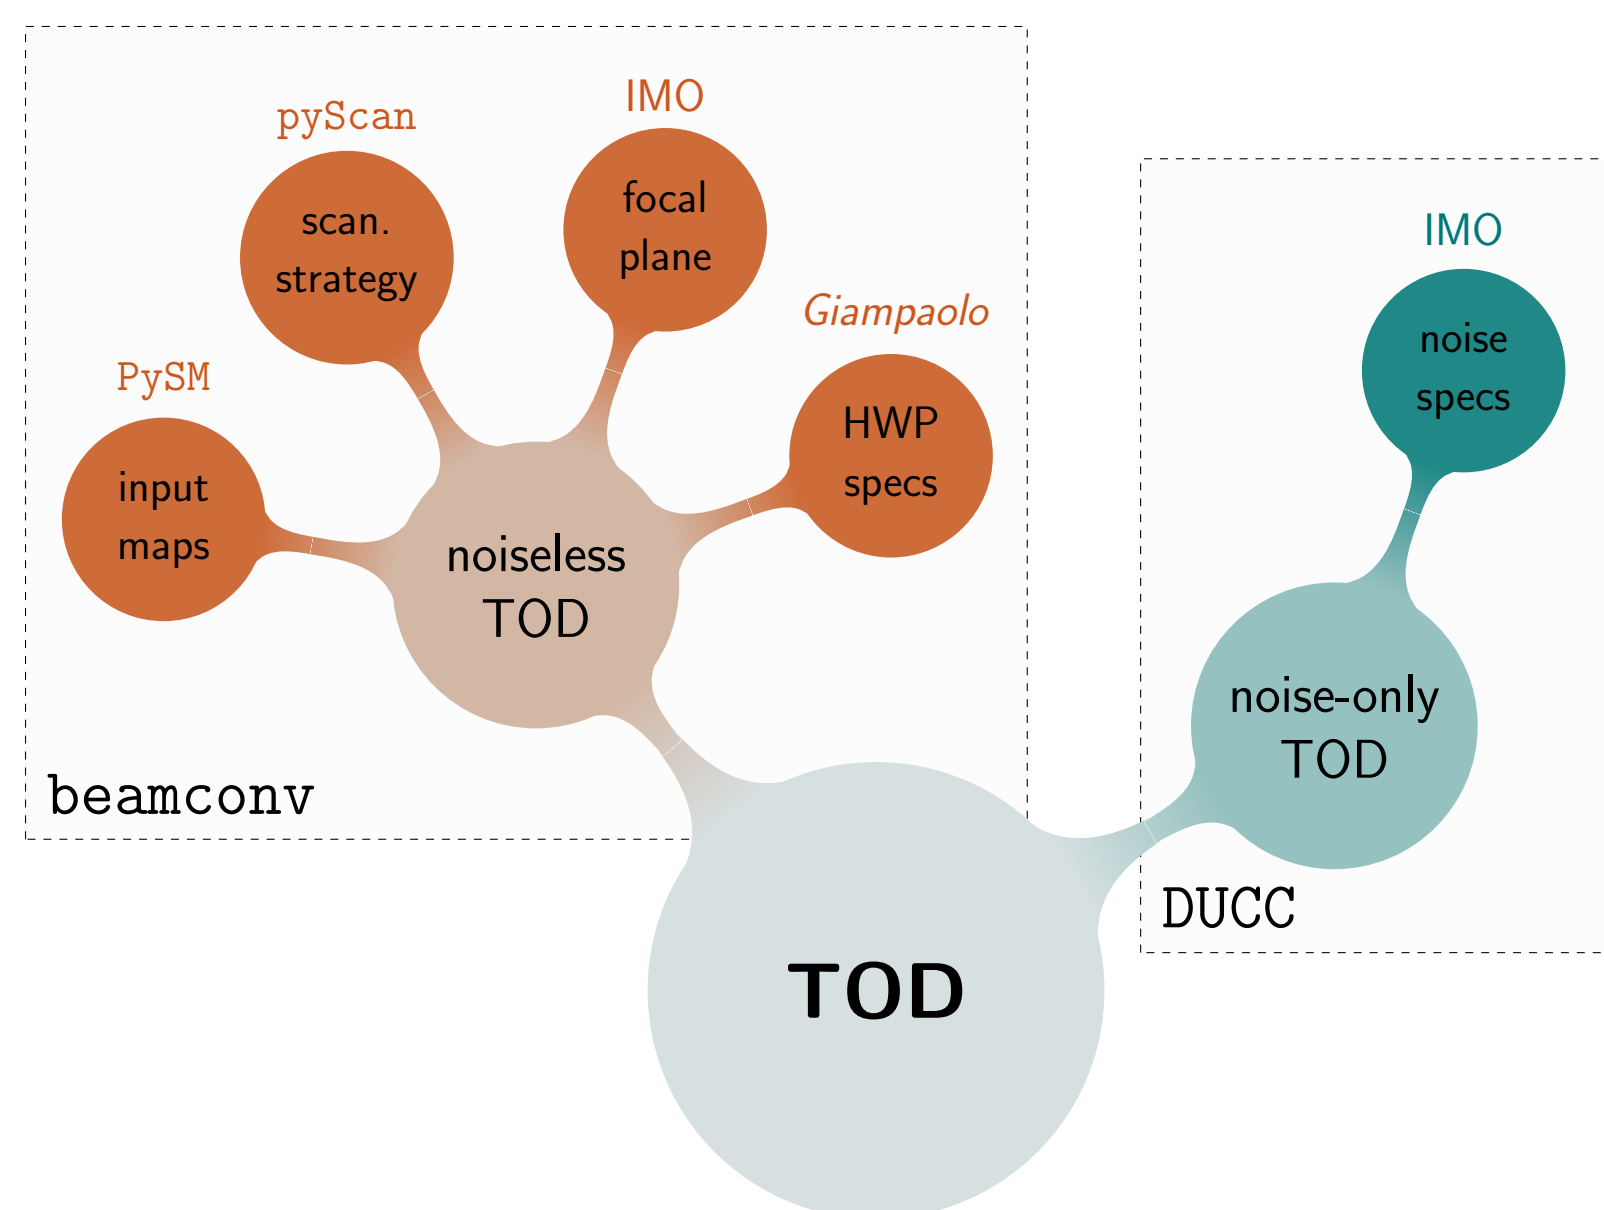 PySM
input
maps
pyScan
scan.
strategy
IMO
focal
plane
Giampaolo
HWP
specs
noiseless
TOD
beamconv
IMO
noise
specs
noise-only
TOD
DUCC
TOD